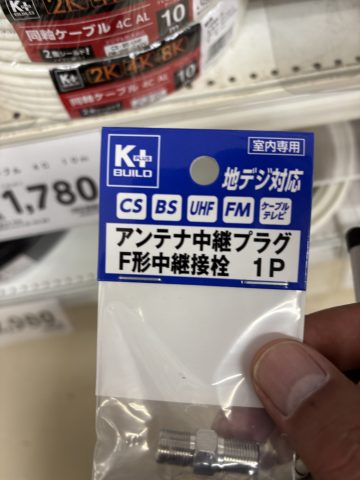 K+
BUILD
2K 4K 8K
同軸ケーブル 4C AL
10
K+
BUILD
2K 4K 8K
同軸ケーブル 4C AL
10
1,780
K+
PLUS
BUILD
室内専用
地デジ対応
CS BS UHF FM ケーブル
テレビ
アンテナ中継プラグ
F形中継接栓 1P